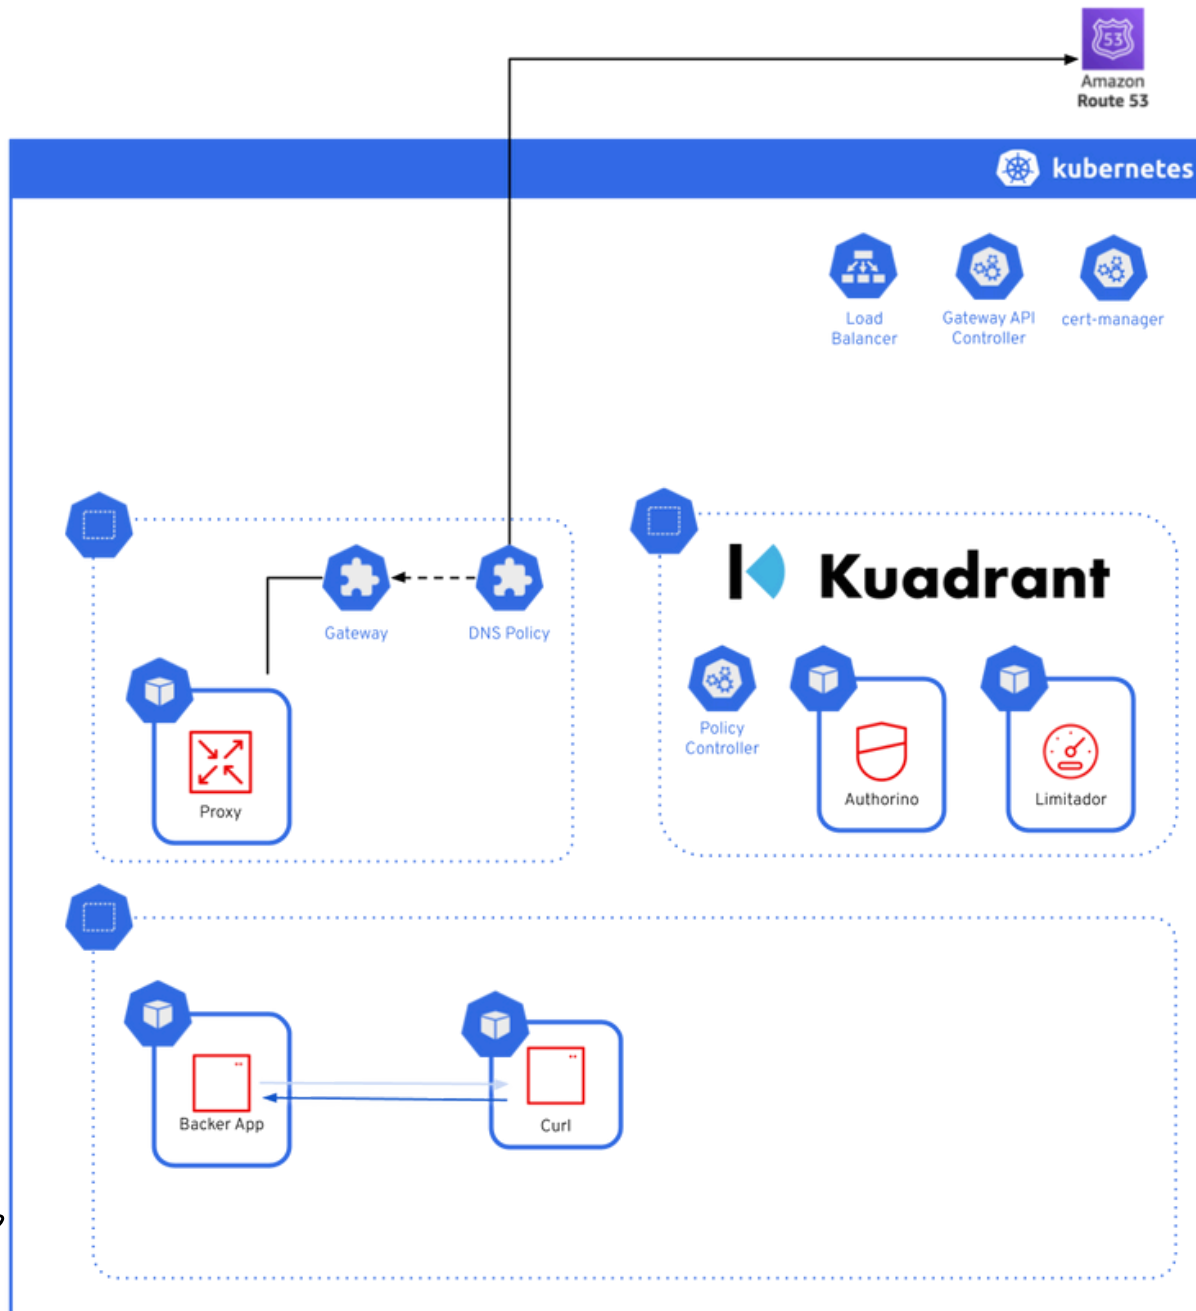 53
Amazon
Route 53
kubernetes
Load
Balancer
Gateway API
Controller
cert-manager
Gateway
DNS Policy
Kuadrant
Policy
Controller
Proxy
Authorino
Limitador
Backer App
Curl